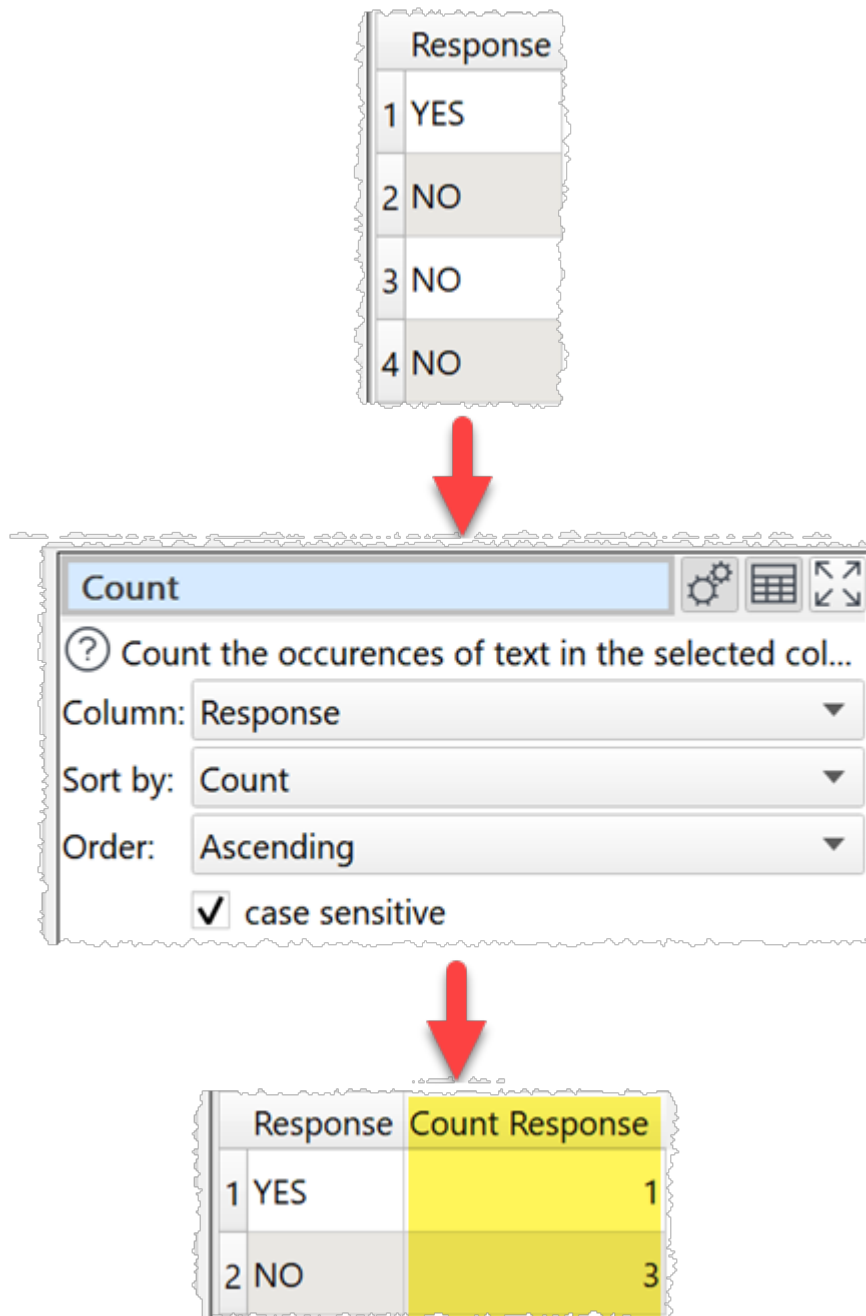 Response
1 YES
2 NO
3 NO
4 NO
Count
? Count the occurences of text in the selected col...
Column: Response
Sort by: Count
Order: Ascending
case sensitive
Response Count Response
1 YES 1
2 NO 3